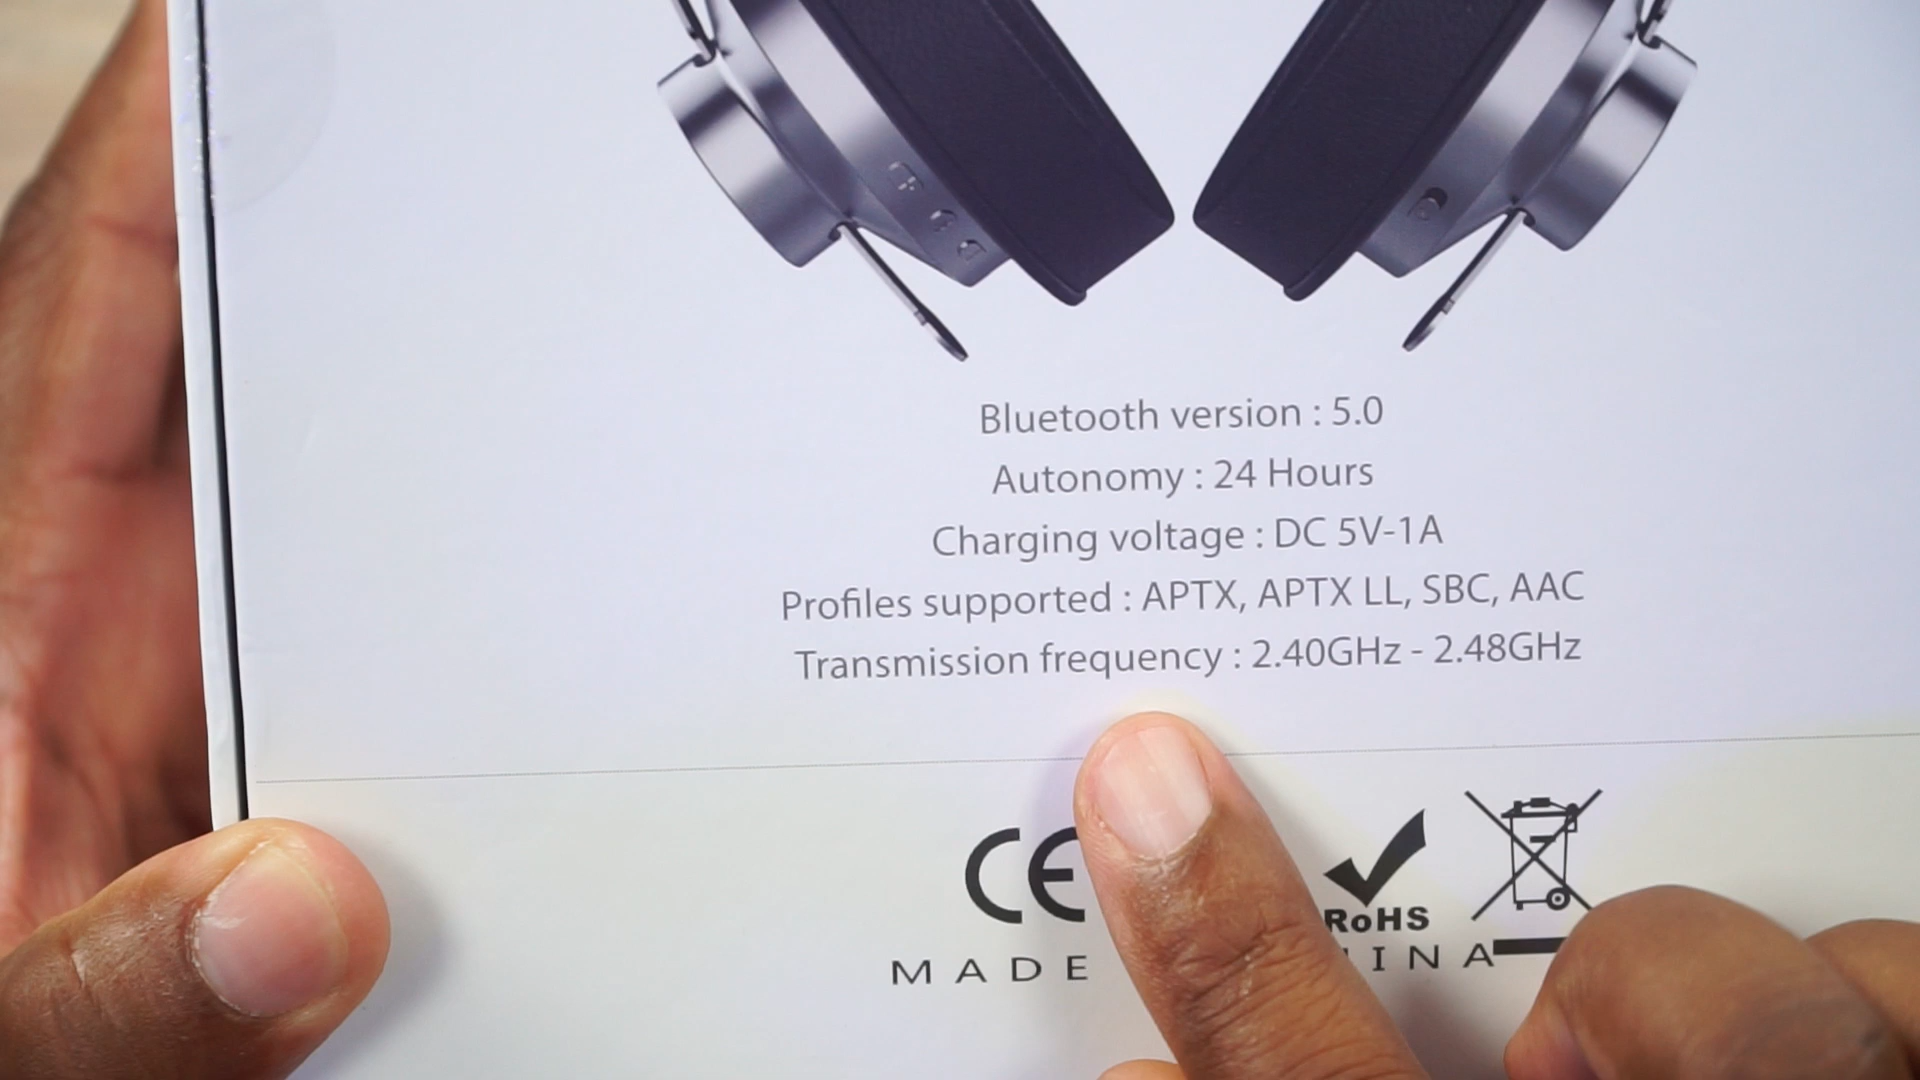 Bluetooth version : 5.0
Autonomy : 24 Hours
Charging voltage : DC 5V-1A
Profiles supported : APTX, APTX LL, SBC, AAC
Transmission frequency : 2.40GHz - 2.48GHz
CE
RoHS
MADE